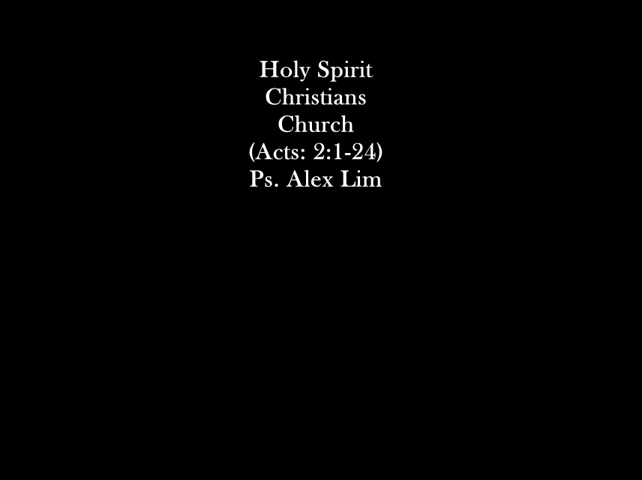 Holy Spirit
Christians
Church
(Acts: 2:1-24)
Ps. Alex Lim